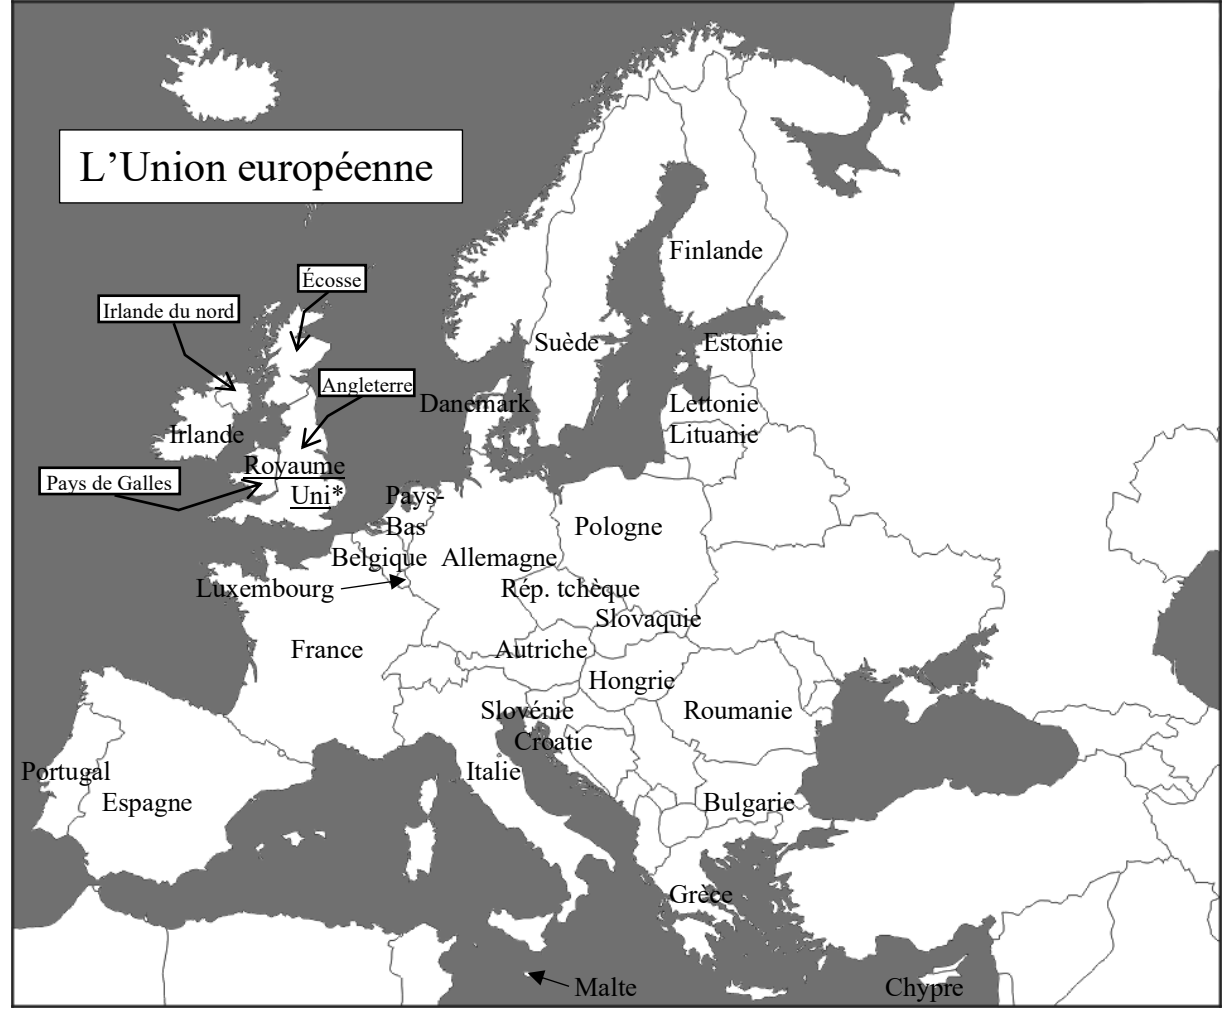 L'Union européenne
Finlande
Écosse
Irlande du nord
Suède
Estonie
Angleterre
Danemark
Lettonie
Irlande
Lituanie
Royaume
Uni*
Pays de Galles
Pays-
Bas
Pologne
Belgique
Allemagne
Luxembourg
Rép. tchèque
Slovaquie
France
Autriche
Hongrie
Slovénie
Roumanie
Croatie
Portugal
Italie
Espagne
Bulgarie
Grèce
Malte
Chypre